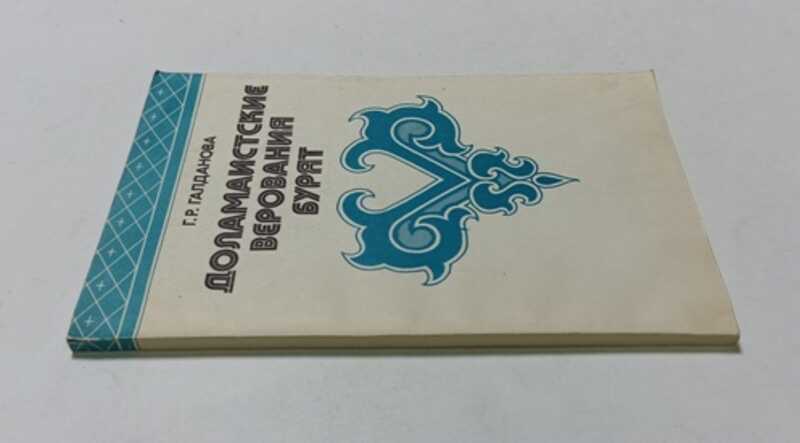 Г.Р. ГАЛДАНОВА
ДОЛАМАИСТСКИЕ
ВЕРОВАНИЯ
БУРЯТ